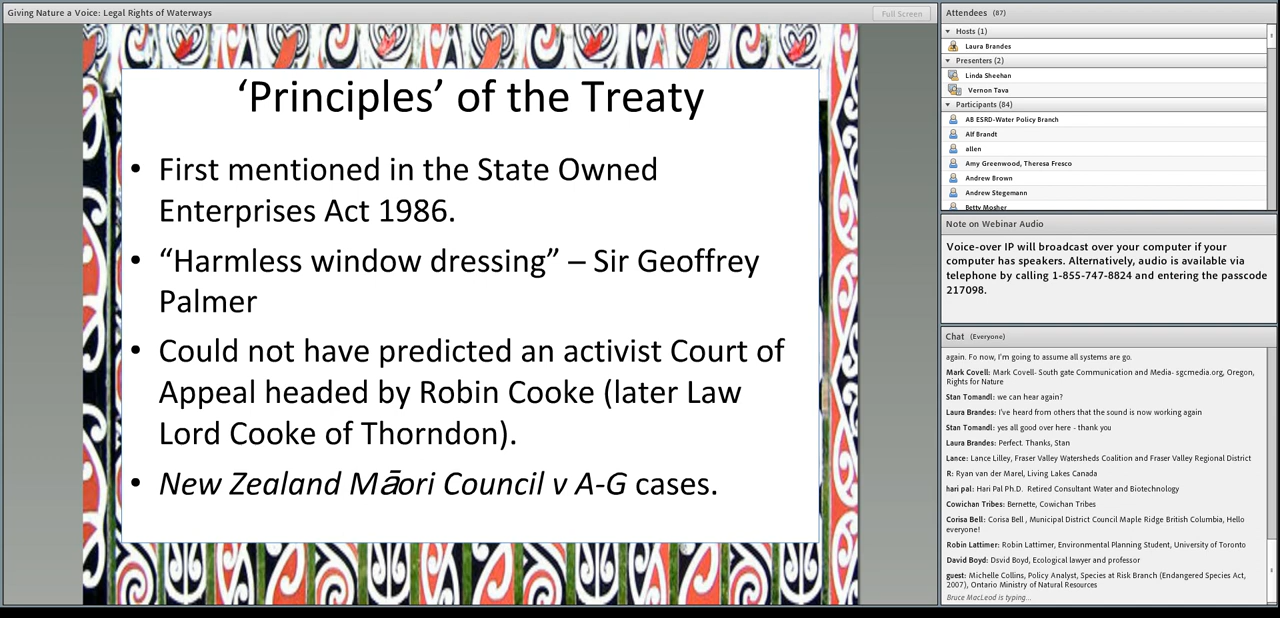 Giving Nature a Voice: Legal Rights of Waterways
Full Screen
'Principles' of the Treaty
• First mentioned in the State Owned
Enterprises Act 1986.
• "Harmless window dressing" – Sir Geoffrey
Palmer
• Could not have predicted an activist Court of
Appeal headed by Robin Cooke (later Law
Lord Cooke of Thorndon).
• New Zealand Māori Council v A-G cases.
Attendees (87)
Hosts (1)
Laura Brandes
Presenters (2)
Linda Sheehan
Vernon Tava
Participants (84)
AB ESRD-Water Policy Branch
Alf Brandt
allen
Amy Greenwood, Theresa Fresco
Andrew Brown
Andrew Stegemann
Betty Mosher
Note on Webinar Audio
Voice-over IP will broadcast over your computer if your
computer has speakers. Alternatively, audio is available via
telephone by calling 1-855-747-8824 and entering the passcode
217098.
Chat (Everyone)
again. Fo now, I'm going to assume all systems are go.
Mark Covell: Mark Covell- South gate Communication and Media- sgcmedia.org, Oregon,
Rights for Nature
Stan Tomandl: we can hear again?
Laura Brandes: I've heard from others that the sound is now working again
Stan Tomandl: yes all good over here - thank you
Laura Brandes: Perfect. Thanks, Stan
Lance: Lance Lilley, Fraser Valley Watersheds Coalition and Fraser Valley Regional District
R: Ryan van der Marel, Living Lakes Canada
hari pal: Hari Pal Ph.D. Retired Consultant Water and Biotechnology
Cowichan Tribes: Bernette, Cowichan Tribes
Corisa Bell: Corisa Bell , Municipal District Council Maple Ridge British Columbia, Hello
everyone!
Robin Lattimer: Robin Lattimer, Environmental Planning Student, University of Toronto
David Boyd: Dsvid Boyd, Ecological lawyer and professor
guest: Michelle Collins, Policy Analyst, Species at Risk Branch (Endangered Species Act,
2007), Ontario Ministry of Natural Resources
Bruce MacLeod is typing...